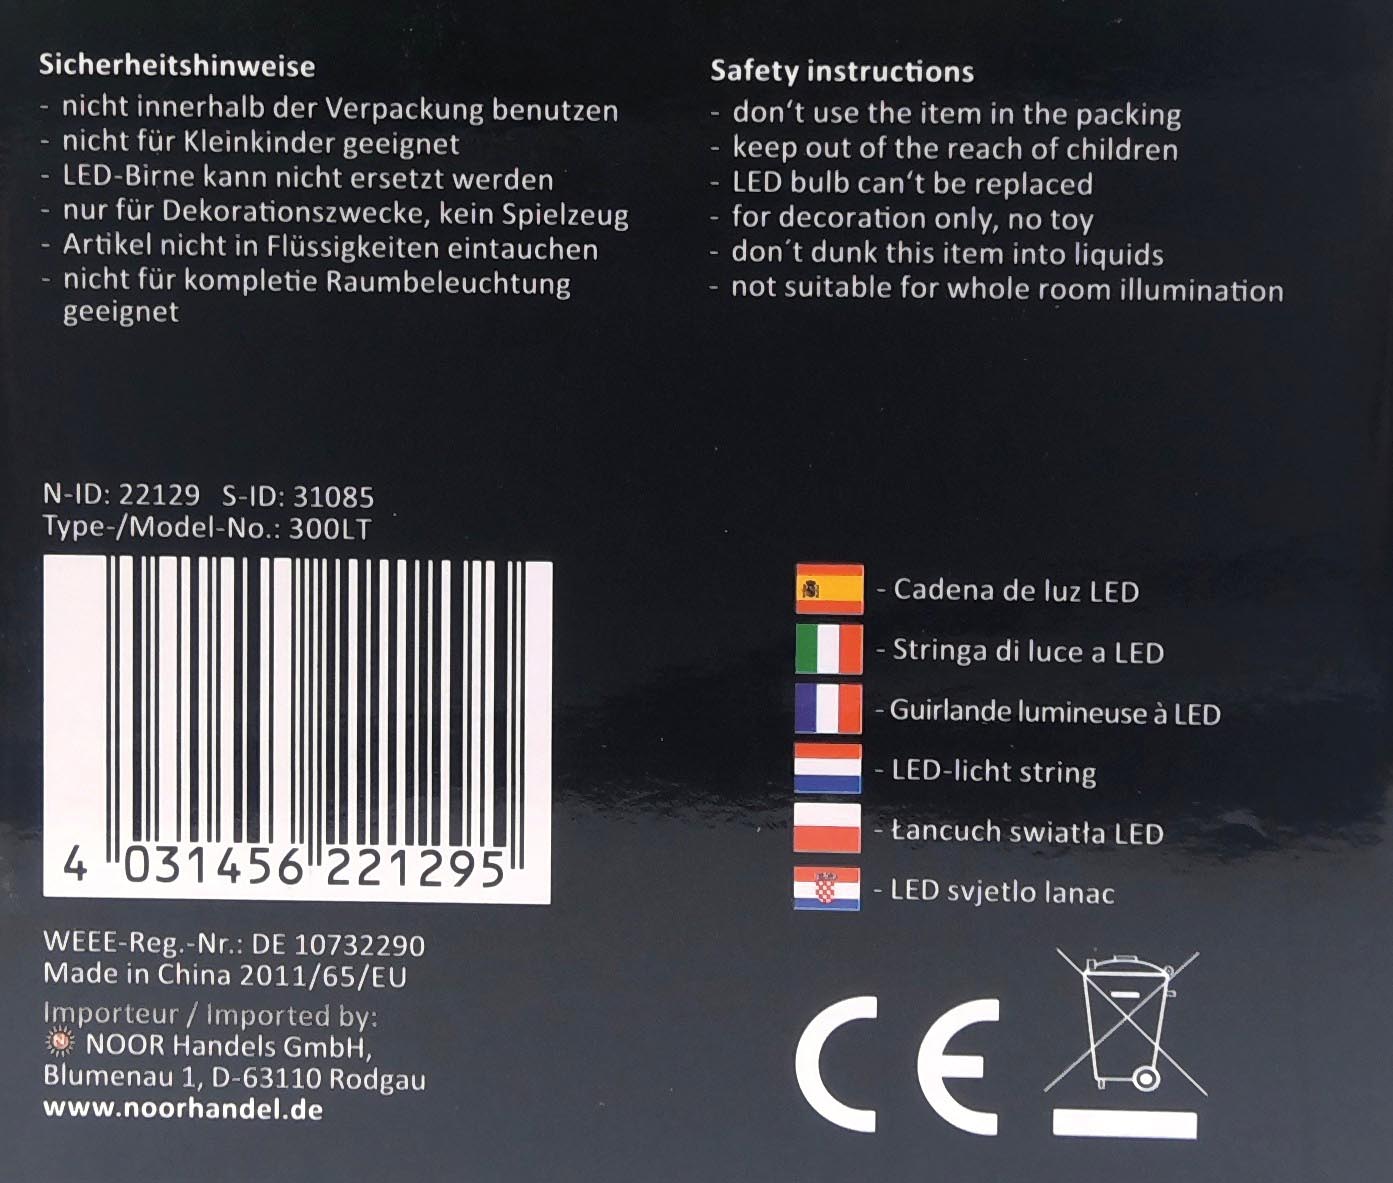 Sicherheitshinweise
- nicht innerhalb der Verpackung benutzen
- nicht für Kleinkinder geeignet
- LED-Birne kann nicht ersetzt werden
- nur für Dekorationszwecke, kein Spielzeug
- Artikel nicht in Flüssigkeiten eintauchen
- nicht für kompletie Raumbeleuchtung
geeignet
Safety instructions
- don‘t use the item in the packing
- keep out of the reach of children
- LED bulb can‘t be replaced
- for decoration only, no toy
- don´t dunk this item into liquids
- not suitable for whole room illumination
N-ID: 22129 S-ID: 31085
Type-/Model-No.: 300LT
4 031456 221295
WEEE-Reg.-Nr.: DE 10732290
Made in China 2011/65/EU
Importeur / Imported by:
N NOOR Handels GmbH,
Blumenau 1, D-63110 Rodgau
www.noorhandel.de
- Cadena de luz LED
- Stringa di luce a LED
- Guirlande lumineuse à LED
- LED-licht string
- Łancuch swiatła LED
- LED svjetlo lanac
CE